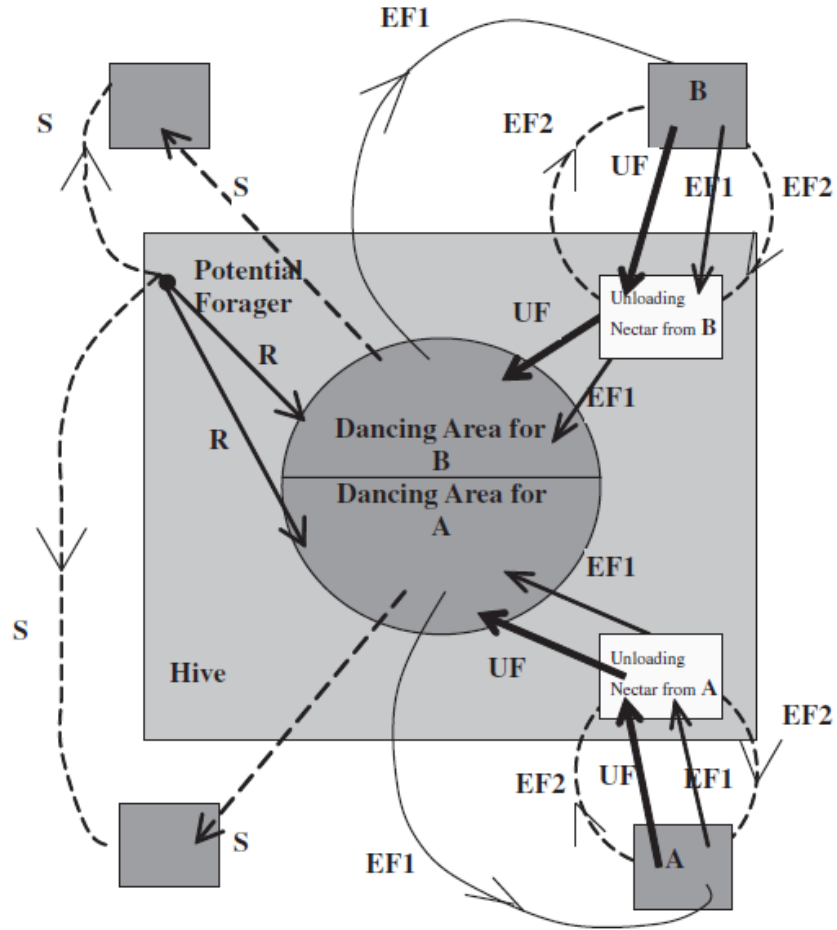 EF1
B
S
EF2
UF
EF1
EF2
S
Potential
Forager
Unloading
Nectar from B
UF
R
EF1
Dancing Area for
B
R
Dancing Area for
A
EF1
S
Unloading
Nectar from A
UF
Hive
EF2
EF2
UF
EF1
S
EF1
A